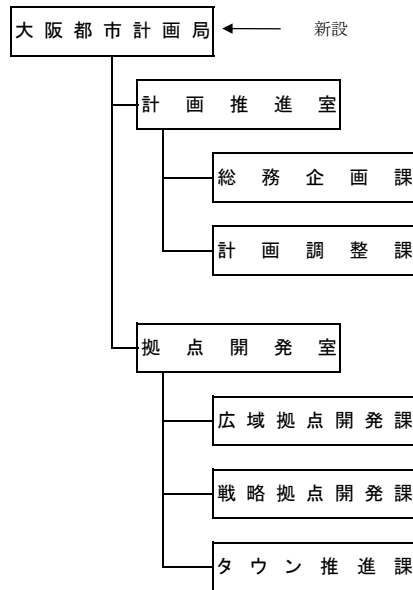 大阪都市計画局 新設
計画推進室
総務企画課
計画調整課
拠点開発室
広域拠点開発課
戦略拠点開発課
タウン推進課